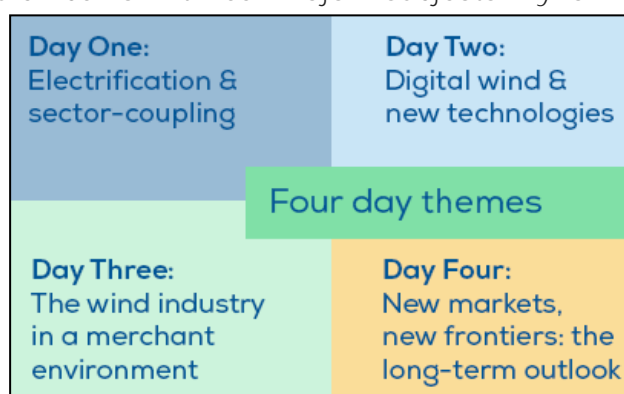 Day One:
Electrification &
sector-coupling
Day Two:
Digital wind &
new technologies
Four day themes
Day Three:
The wind industry
in a merchant
environment
Day Four:
New markets,
new frontiers: the
long-term outlook